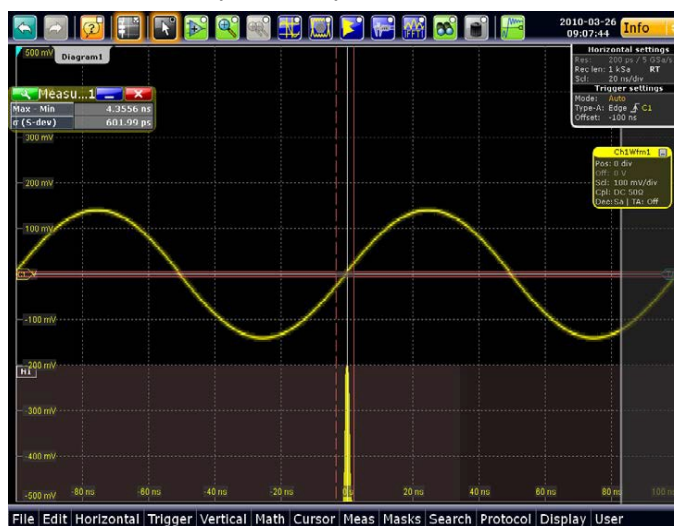 2010-03-26
09:07:44
Info
500 mV
Diagram1
Horizontal settings
Res: 200 ps / 5 GSa/s
Rec len: 1 kSa RT
Scl: 20 ns/div
Trigger settings
Mode: Auto
Type-A: Edge C1
Offset: -100 ns
Measu...1
Max - Min 4.3556 ns
σ (S-dev) 601.99 ps
300 mV
Ch1Wfm1
Pos: 0 div
Off: 0 V
Scl: 100 mV/div
Cpl: DC 50Ω
Dec: Sa | TA: Off
200 mV
100 mV
C1
-100 mV
-200 mV
H1
-300 mV
-400 mV
-500 mV
-80 ns -60 ns -40 ns -20 ns 0 s 20 ns 40 ns 60 ns 80 ns 100 ns
File Edit Horizontal Trigger Vertical Math Cursor Meas Masks Search Protocol Display User